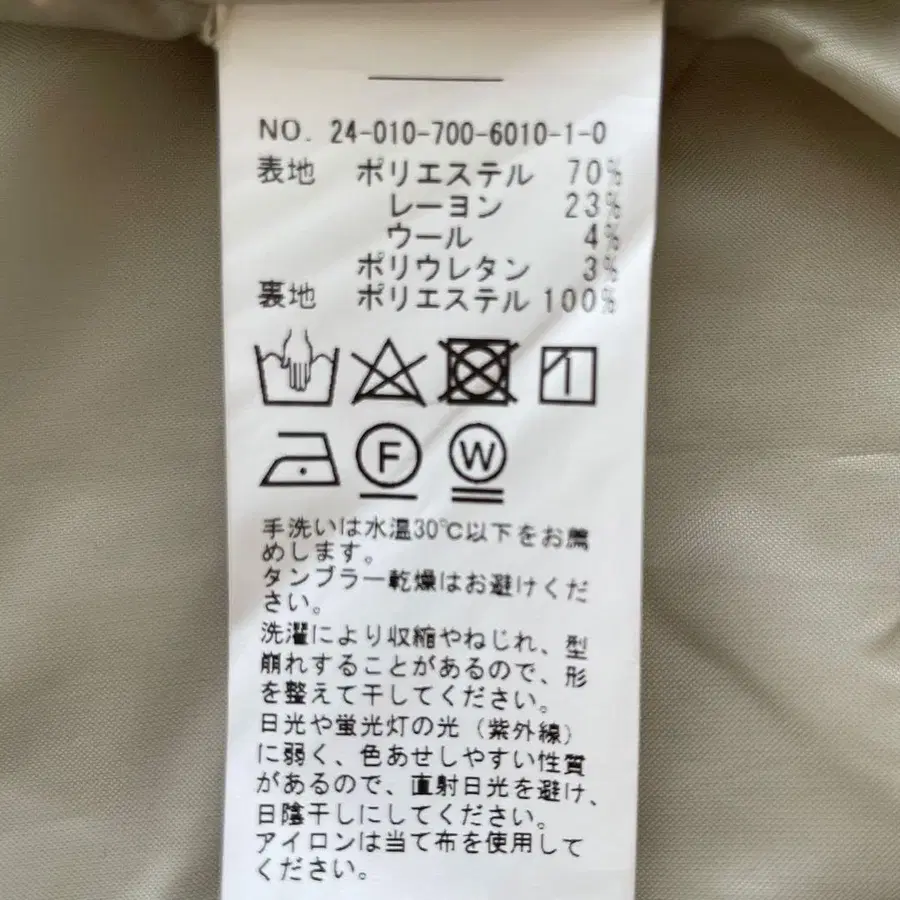 NO. 24-010-700-6010-1-0
表地 ポリエステル 70%
レーヨン 23%
ウール 4%
ポリウレタン 3%
裏地 ポリエステル 100%
F W
手洗いは水温30℃以下をお薦
めします。
タンブラー乾燥はお避けくだ
さい。
洗濯により収縮やねじれ、型
崩れすることがあるので、形
を整えて干してください。
日光や蛍光灯の光(紫外線)
に弱く、色あせしやすい性質
があるので、直射日光を避け、
日陰干しにしてください。
アイロンは当て布を使用して
ください。